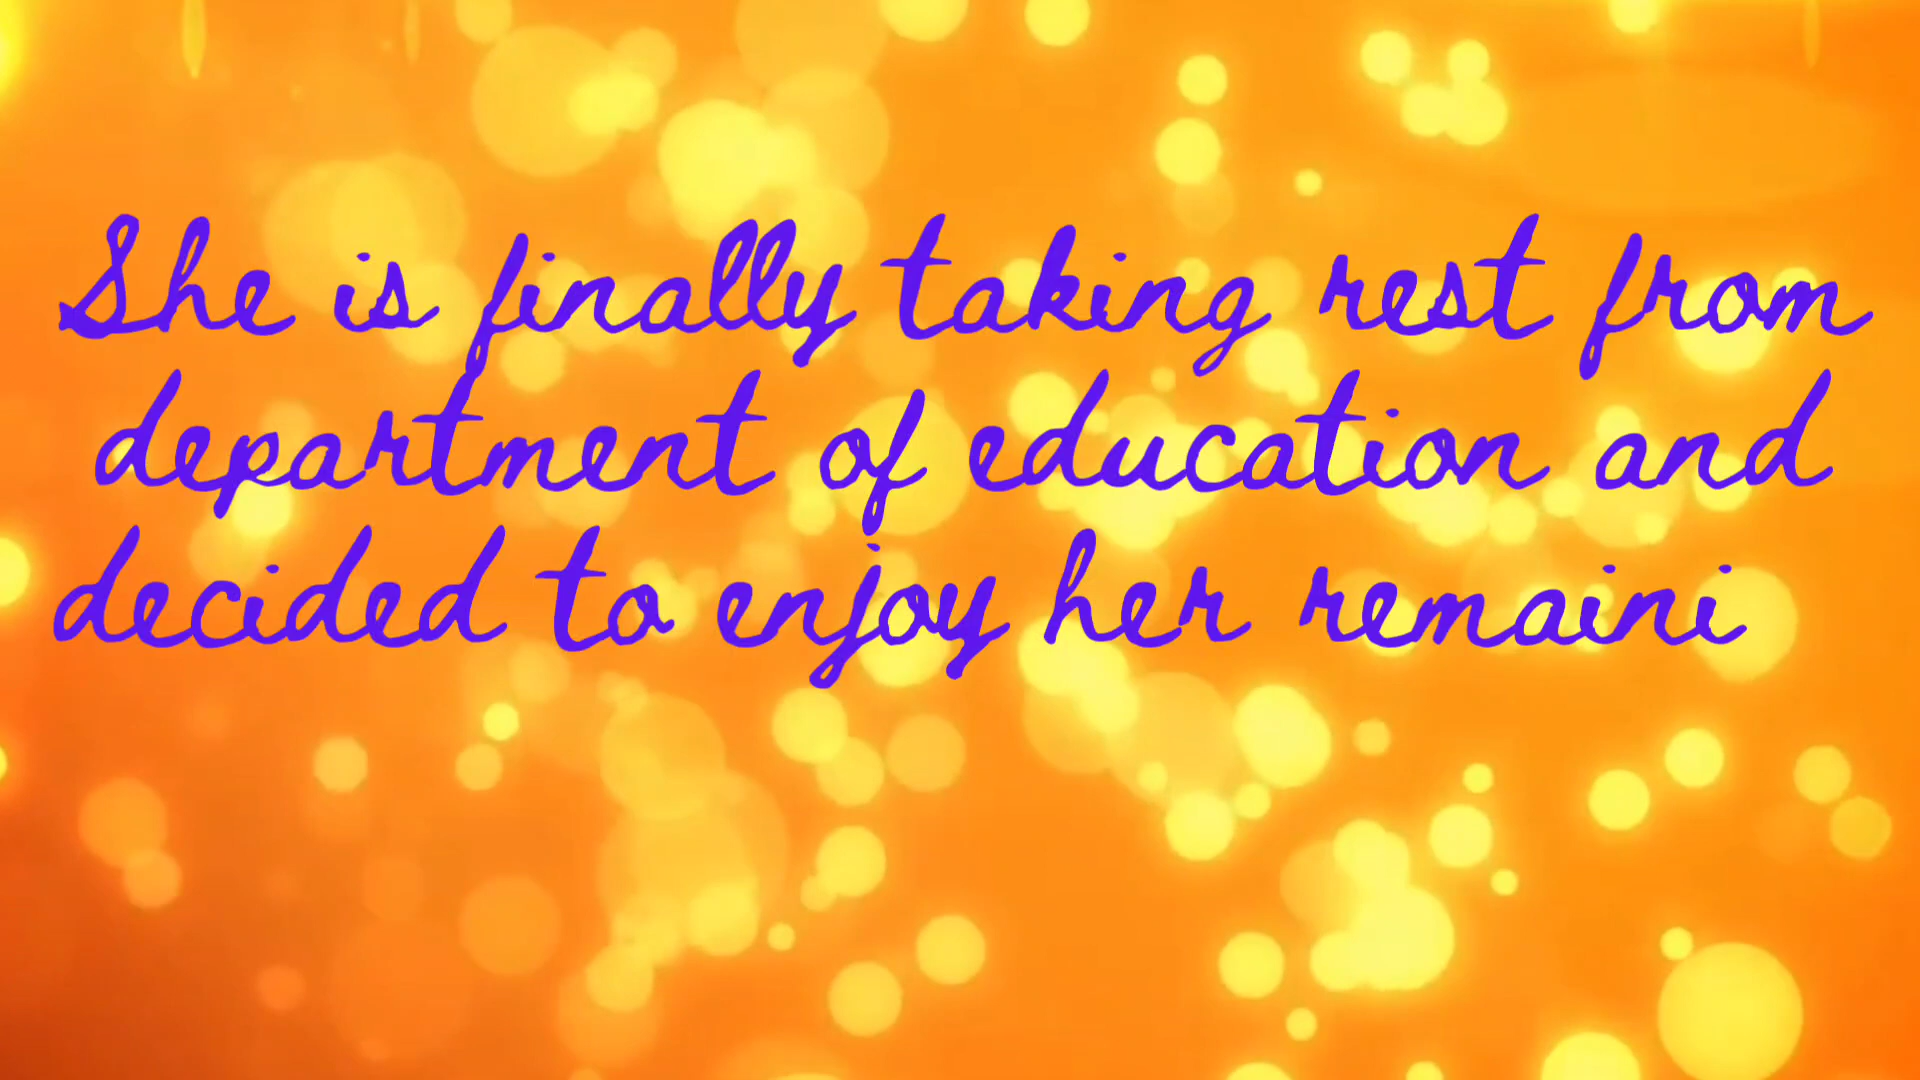 She is finally taking rest from
department of education and
decided to enjoy her remaini